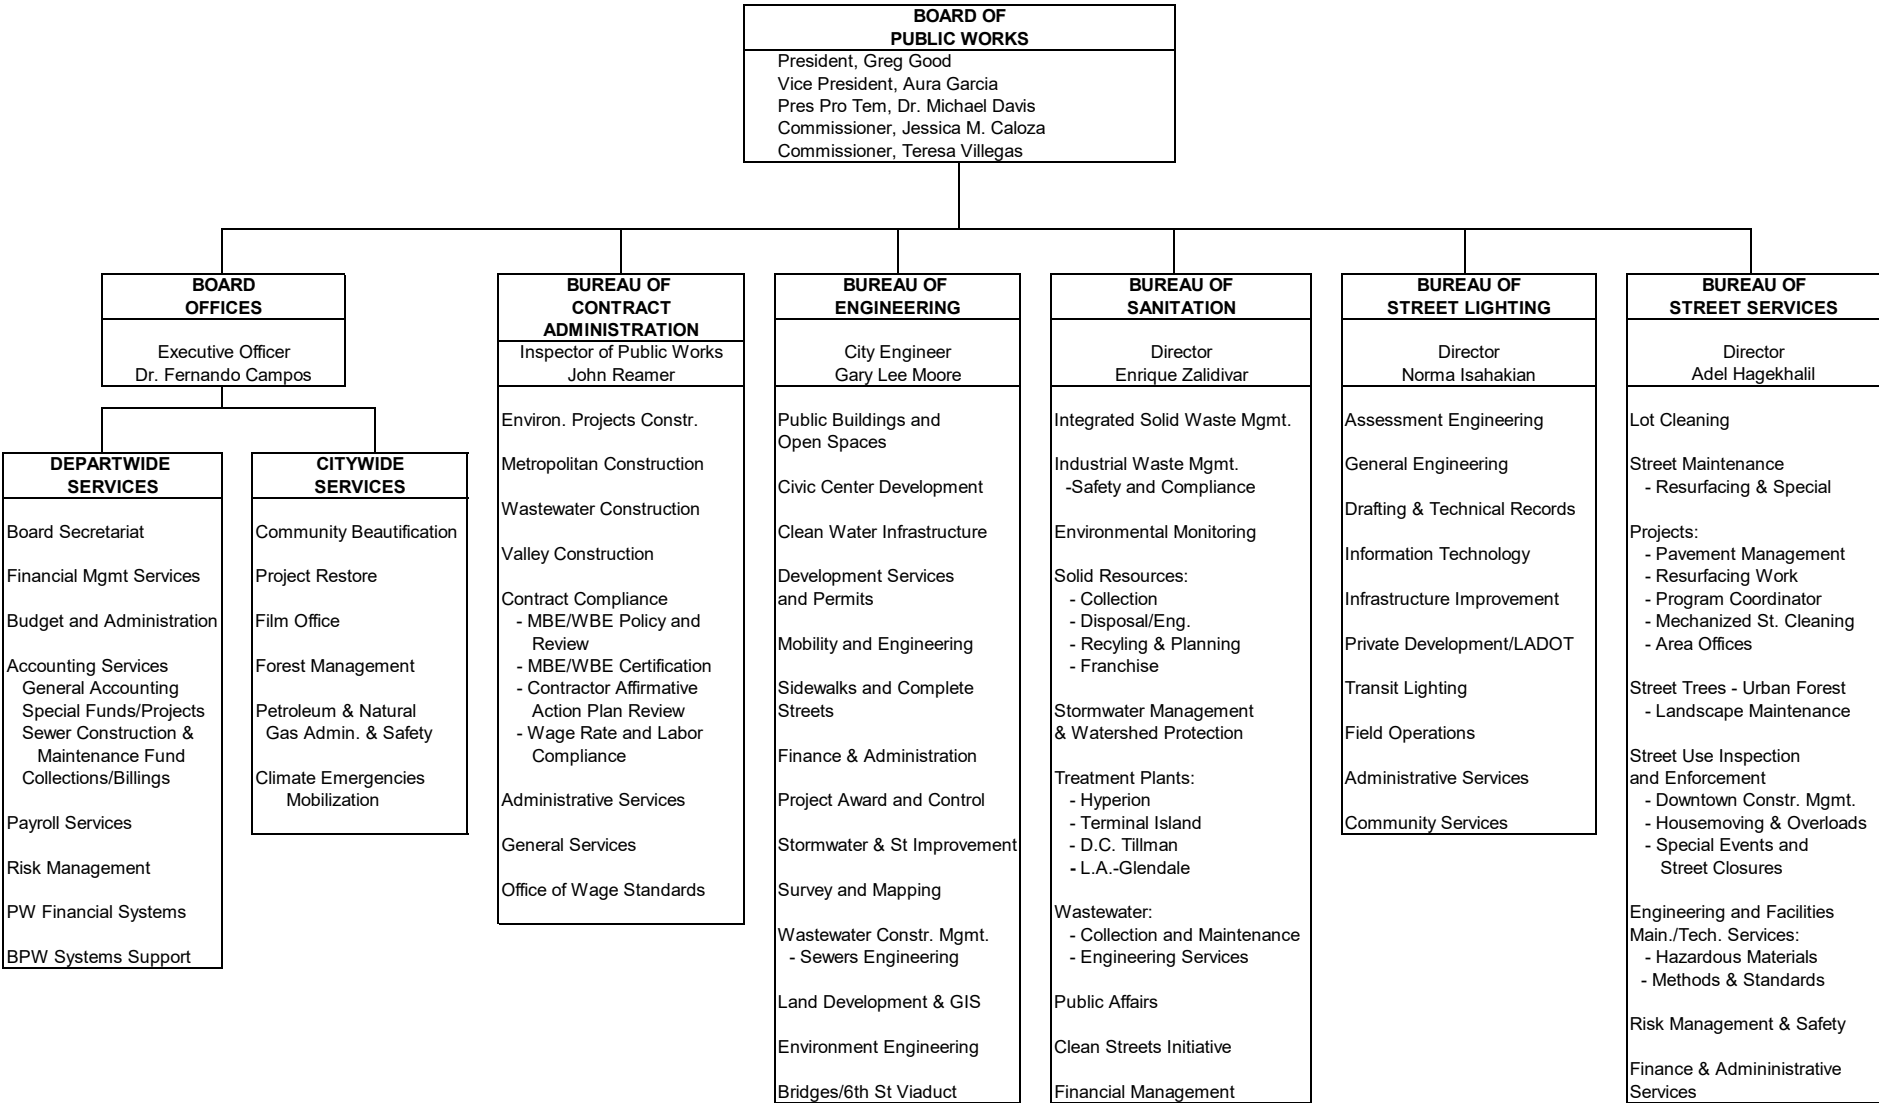 BOARD OF
PUBLIC WORKS
President, Greg Good
Vice President, Aura Garcia
Pres Pro Tem, Dr. Michael Davis
Commissioner, Jessica M. Caloza
Commissioner, Teresa Villegas
BOARD
OFFICES
Executive Officer
Dr. Fernando Campos
DEPARTWIDE
SERVICES
Board Secretariat
Financial Mgmt Services
Budget and Administration
Accounting Services
General Accounting
Special Funds/Projects
Sewer Construction &
Maintenance Fund
Collections/Billings
Payroll Services
Risk Management
PW Financial Systems
BPW Systems Support
CITYWIDE
SERVICES
Community Beautification
Project Restore
Film Office
Forest Management
Petroleum & Natural
Gas Admin. & Safety
Climate Emergencies
Mobilization
BUREAU OF
CONTRACT
ADMINISTRATION
Inspector of Public Works
John Reamer
Environ. Projects Constr.
Metropolitan Construction
Wastewater Construction
Valley Construction
Contract Compliance
- MBE/WBE Policy and
Review
- MBE/WBE Certification
- Contractor Affirmative
Action Plan Review
- Wage Rate and Labor
Compliance
Administrative Services
General Services
Office of Wage Standards
BUREAU OF
ENGINEERING
City Engineer
Gary Lee Moore
Public Buildings and
Open Spaces
Civic Center Development
Clean Water Infrastructure
Development Services
and Permits
Mobility and Engineering
Sidewalks and Complete
Streets
Finance & Administration
Project Award and Control
Stormwater & St Improvement
Survey and Mapping
Wastewater Constr. Mgmt.
- Sewers Engineering
Land Development & GIS
Environment Engineering
Bridges/6th St Viaduct
BUREAU OF
SANITATION
Director
Enrique Zalidivar
Integrated Solid Waste Mgmt.
Industrial Waste Mgmt.
-Safety and Compliance
Environmental Monitoring
Solid Resources:
- Collection
- Disposal/Eng.
- Recyling & Planning
- Franchise
Stormwater Management
& Watershed Protection
Treatment Plants:
- Hyperion
- Terminal Island
- D.C. Tillman
- L.A.-Glendale
Wastewater:
- Collection and Maintenance
- Engineering Services
Public Affairs
Clean Streets Initiative
Financial Management
BUREAU OF
STREET LIGHTING
Director
Norma Isahakian
Assessment Engineering
General Engineering
Drafting & Technical Records
Information Technology
Infrastructure Improvement
Private Development/LADOT
Transit Lighting
Field Operations
Administrative Services
Community Services
BUREAU OF
STREET SERVICES
Director
Adel Hagekhalil
Lot Cleaning
Street Maintenance
- Resurfacing & Special
Projects:
- Pavement Management
- Resurfacing Work
- Program Coordinator
- Mechanized St. Cleaning
- Area Offices
Street Trees - Urban Forest
- Landscape Maintenance
Street Use Inspection
and Enforcement
- Downtown Constr. Mgmt.
- Housemoving & Overloads
- Special Events and
Street Closures
Engineering and Facilities
Main./Tech. Services:
- Hazardous Materials
- Methods & Standards
Risk Management & Safety
Finance & Admininistrative
Services